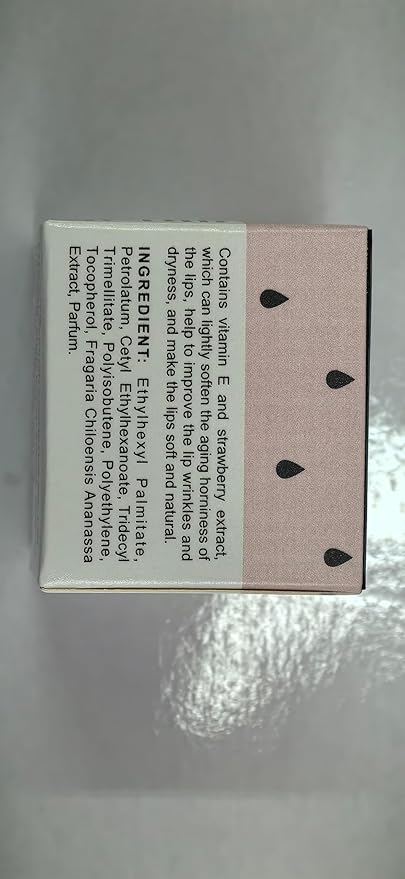 Contains vitamin E and strawberry extract,
which can lightly soften the aging horniness of
the lips, help to improve the lip wrinkles and
dryness, and make the lips soft and natural.
INGREDIENT: Ethylhexyl Palmitate,
Petrolatum, Cetyl Ethylhexanoate, Tridecyl
Trimellitate, Polyisobutene, Polyethylene,
Tocopherol, Fragaria Chiloensis Ananassa
Extract, Parfum.